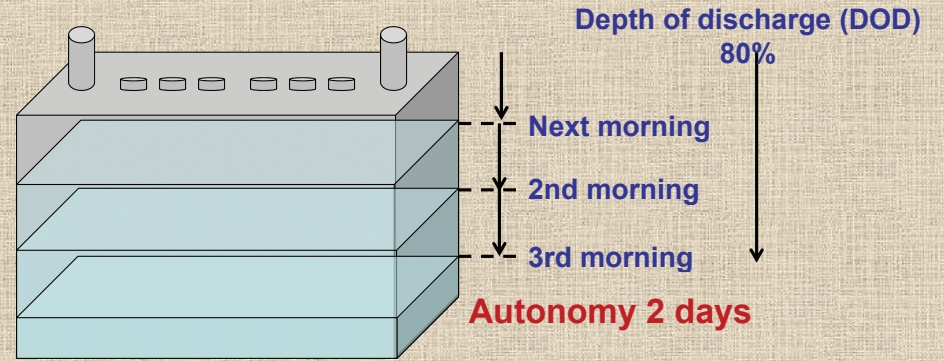 Depth of discharge (DOD)
80%
Next morning
2nd morning
3rd morning
Autonomy 2 days